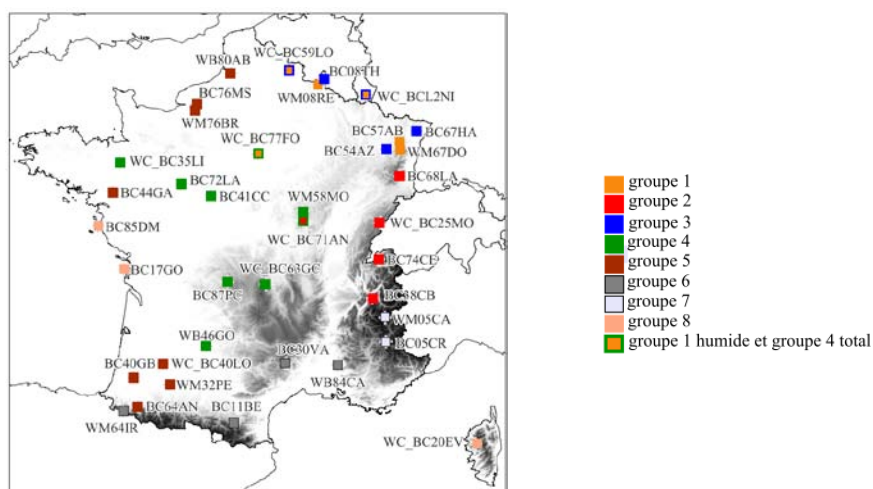 WC_BC59LO
WB80AB
BC08TH
BC76MS
WM08RE
WC_BCL2NI
WM76BR
WC_BC77FO
BC57AB
BC67HA
WC_BC35LI
BC54AZ
WM67DO
BC72LA
BC68LA
BC44GA
BC41CC
WM58MO
BC85DM
WC_BC25MO
WC_BC71AN
BC74CE
BC17GO
WC_BC63GC
BC87PC
BC38CB
WM05CA
WB46GO
BC05CR
BC40GB
WC_BC40LO
BC30VA
WM32PE
WB84CA
BC64AN
BC11BE
WM64IR
WC_BC20EV
groupe 1
groupe 2
groupe 3
groupe 4
groupe 5
groupe 6
groupe 7
groupe 8
groupe 1 humide et groupe 4 total